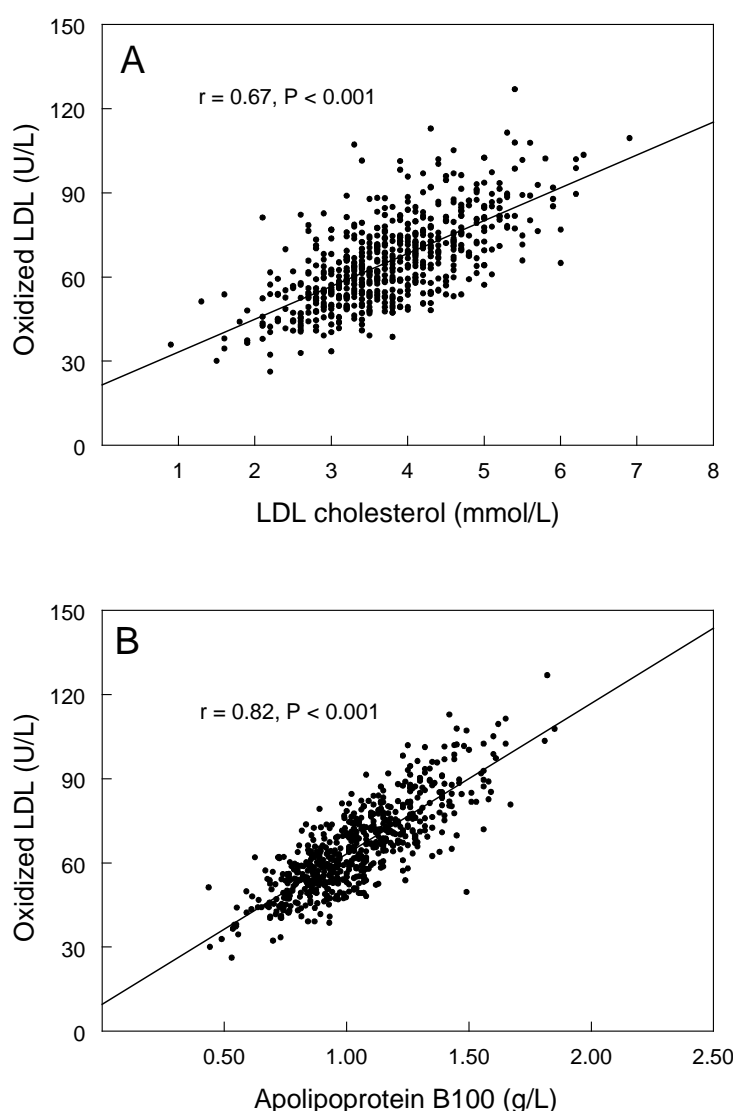 150
A
r = 0.67, P < 0.001
120
90
60
30
0
Oxidized LDL (U/L)
1 2 3 4 5 6 7 8
LDL cholesterol (mmol/L)
150
B
r = 0.82, P < 0.001
120
90
60
30
0
Oxidized LDL (U/L)
0.50 1.00 1.50 2.00 2.50
Apolipoprotein B100 (g/L)